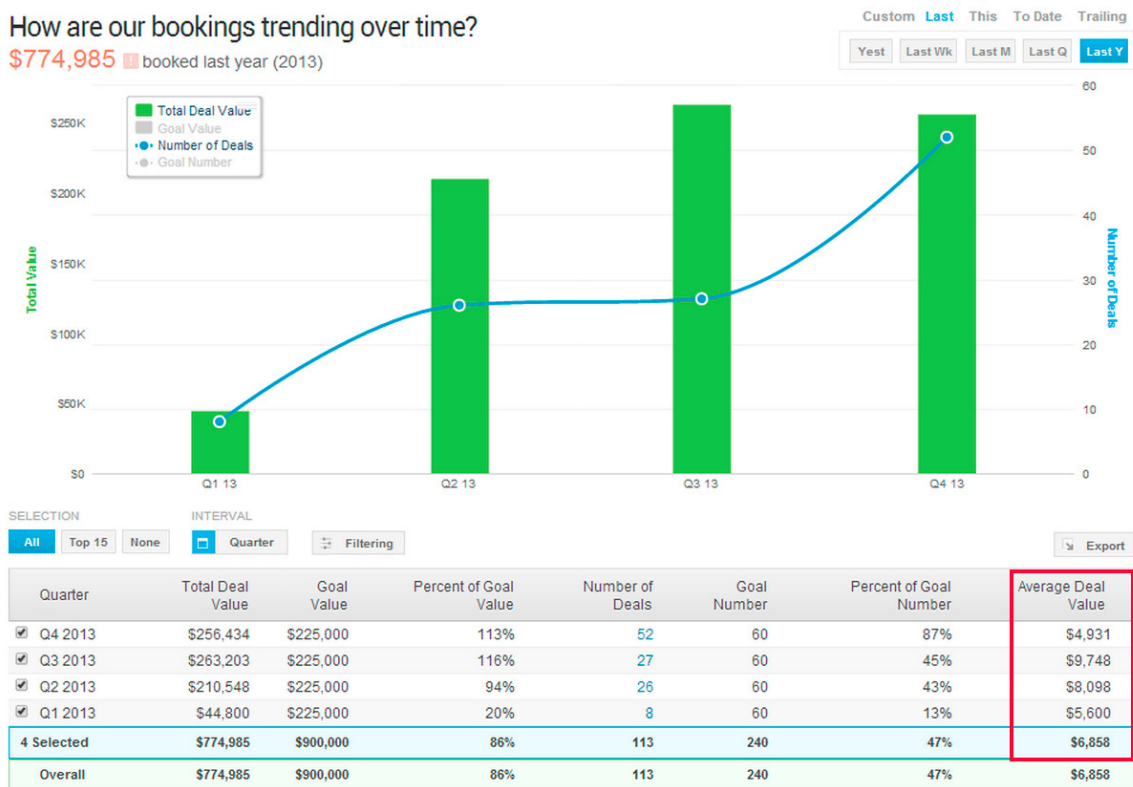 How are our bookings trending over time?
$774,985 ! booked last year (2013)
Custom Last This To Date Trailing
Yest Last Wk Last M Last Q Last Y
Total Deal Value
Goal Value
Number of Deals
Goal Number
$250K
$200K
$150K
$100K
$50K
$0
Total Value
60
50
40
30
20
10
0
Number of Deals
Q1 13 Q2 13 Q3 13 Q4 13
SELECTION INTERVAL
All Top 15 None Quarter Filtering Export
Quarter Total Deal Value Goal Value Percent of Goal Value Number of Deals Goal Number Percent of Goal Number Average Deal Value
Q4 2013 $256,434 $225,000 113% 52 60 87% $4,931
Q3 2013 $263,203 $225,000 116% 27 60 45% $9,748
Q2 2013 $210,548 $225,000 94% 26 60 43% $8,098
Q1 2013 $44,800 $225,000 20% 8 60 13% $5,600
4 Selected $774,985 $900,000 86% 113 240 47% $6,858
Overall $774,985 $900,000 86% 113 240 47% $6,858